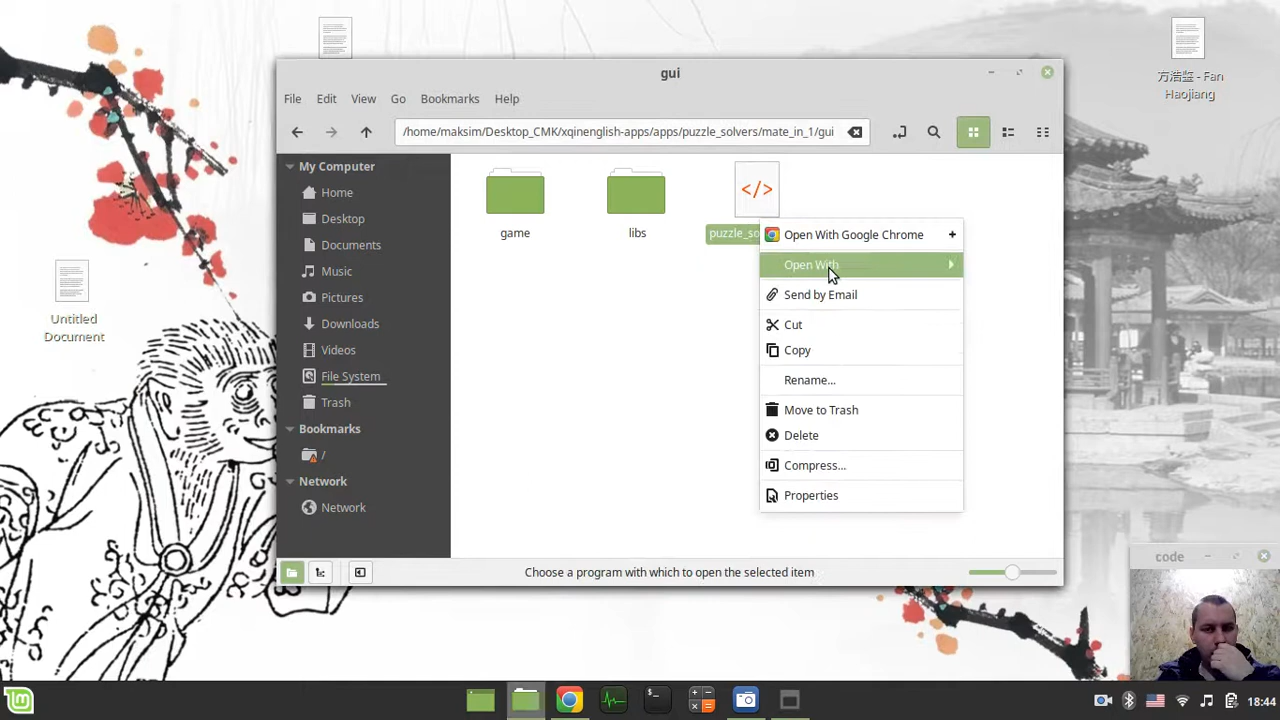 方浩鉴 - Fan
Haojiang
gui
File
Edit
View
Go
Bookmarks
Help
/home/maksim/Desktop_CMK/xqinenglish-apps/apps/puzzle_solvers/mate_in_1/gui
My Computer
Home
Desktop
Documents
Music
Pictures
Downloads
Videos
File System
Trash
Bookmarks
/
Network
Network
game
libs
puzzle_so
Open With Google Chrome
Open With
Send by Email
Cut
Copy
Rename...
Move to Trash
Delete
Compress...
Properties
Choose a program with which to open the selected item
Untitled
Document
code
18:44